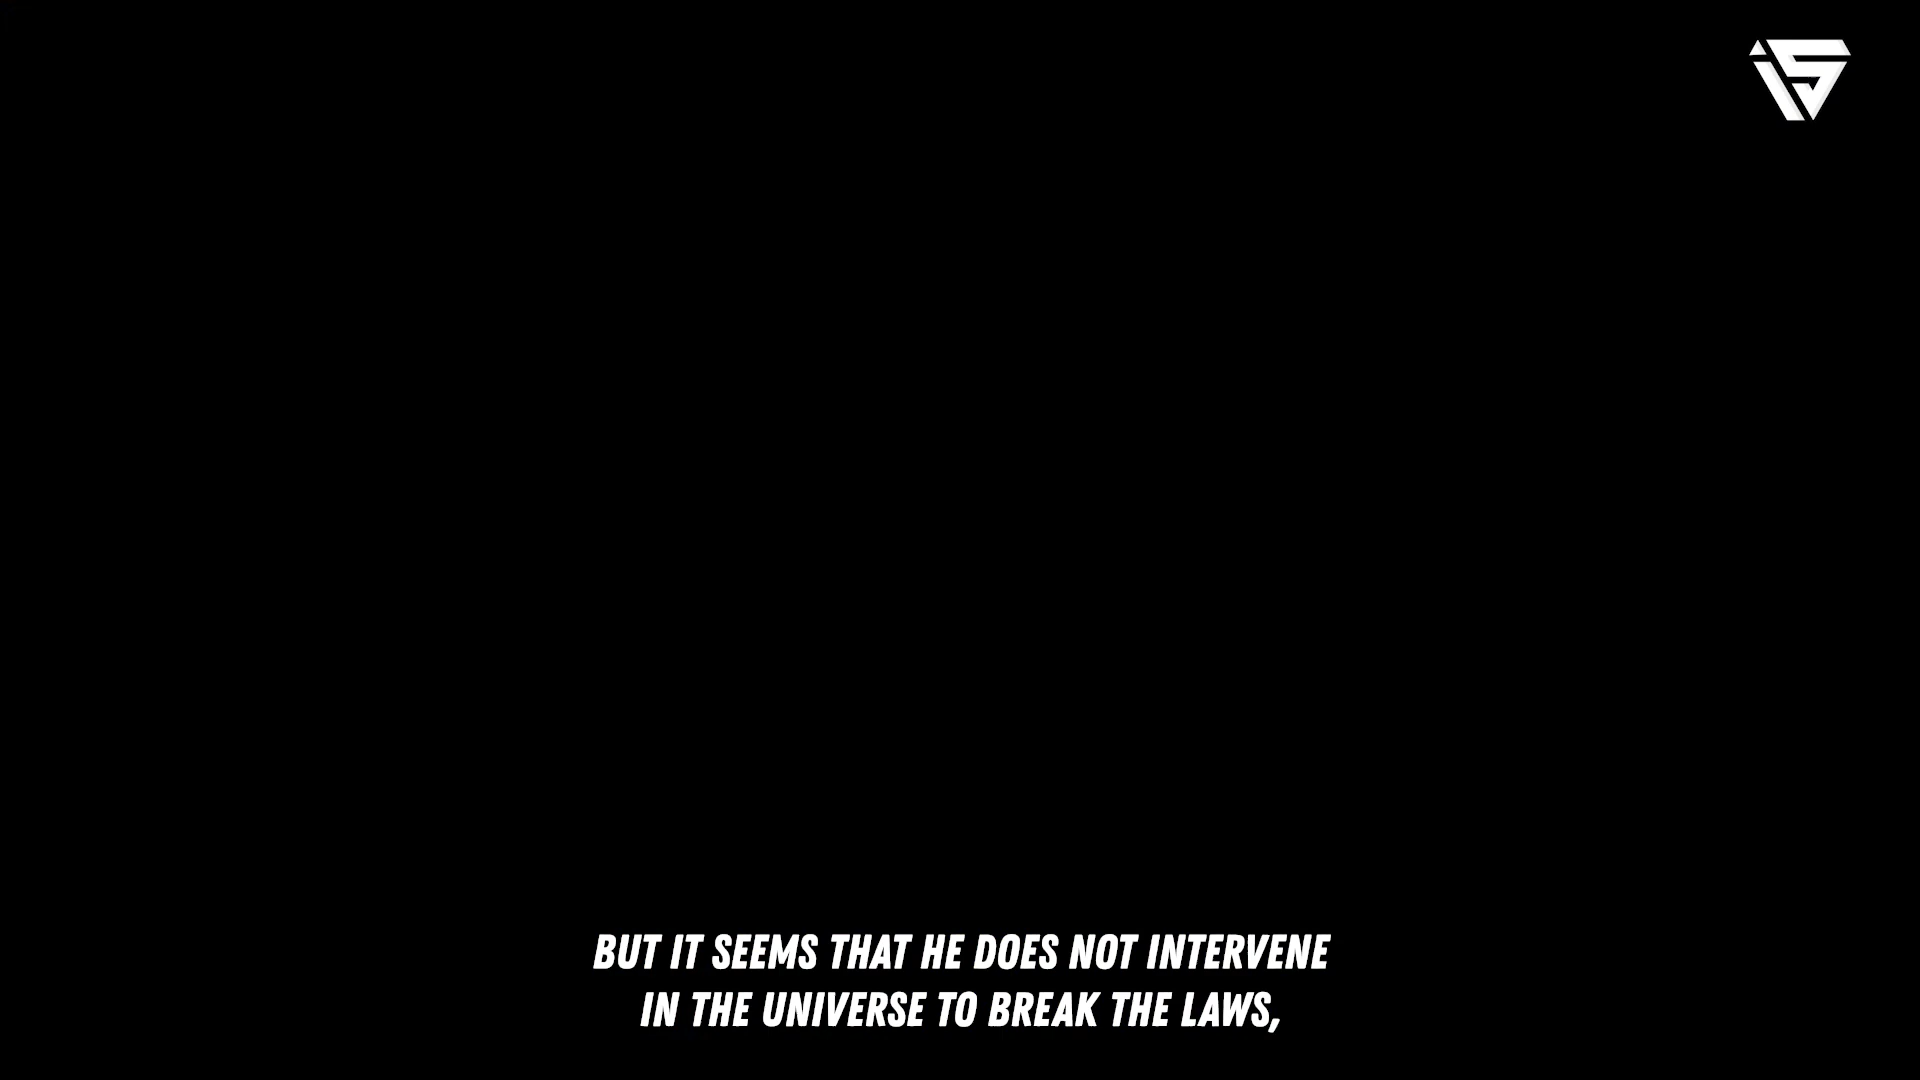 BUT IT SEEMS THAT HE DOES NOT INTERVENE
IN THE UNIVERSE TO BREAK THE LAWS,